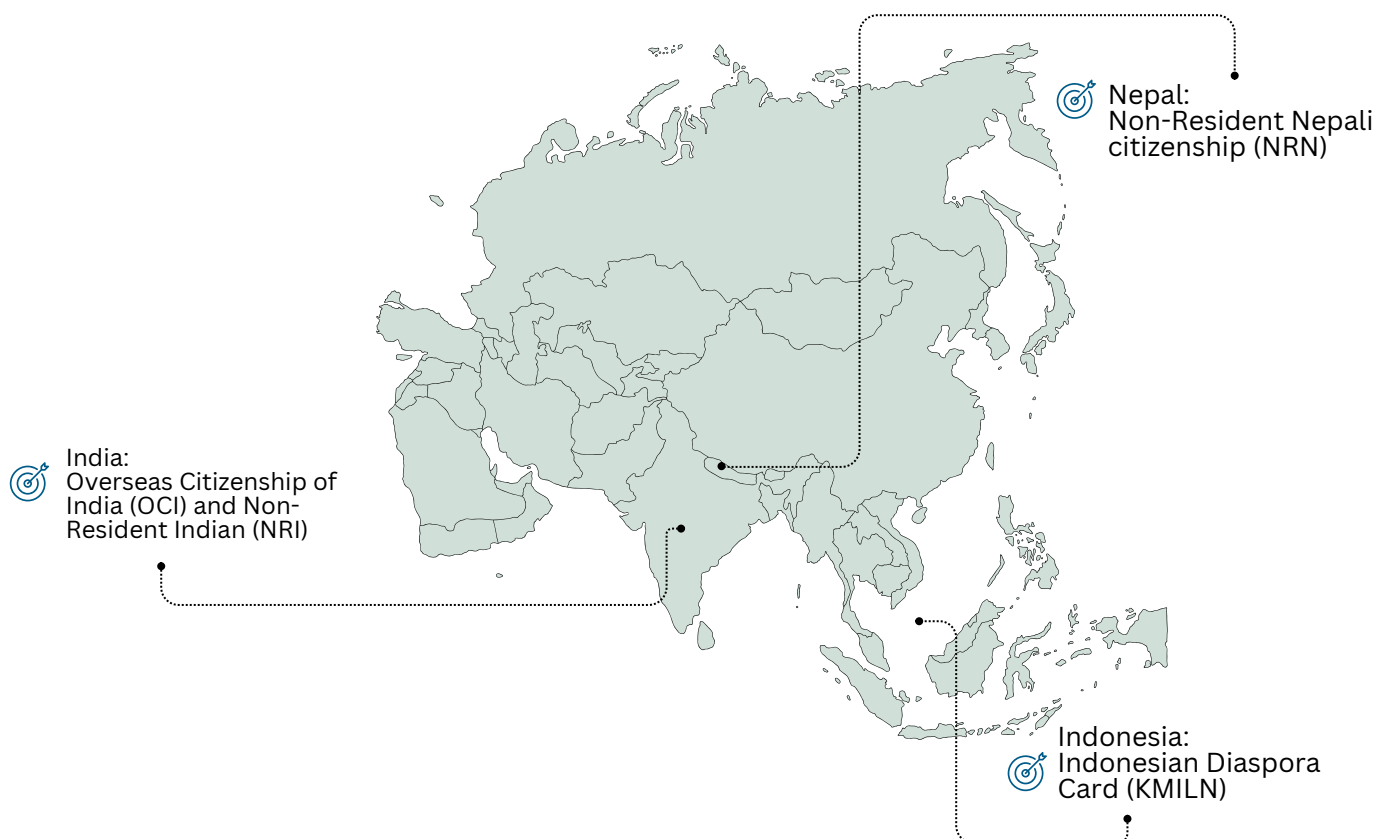 Nepal:
Non-Resident Nepali
citizenship (NRN)
India:
Overseas Citizenship of
India (OCI) and Non-
Resident Indian (NRI)
Indonesia:
Indonesian Diaspora
Card (KMILN)